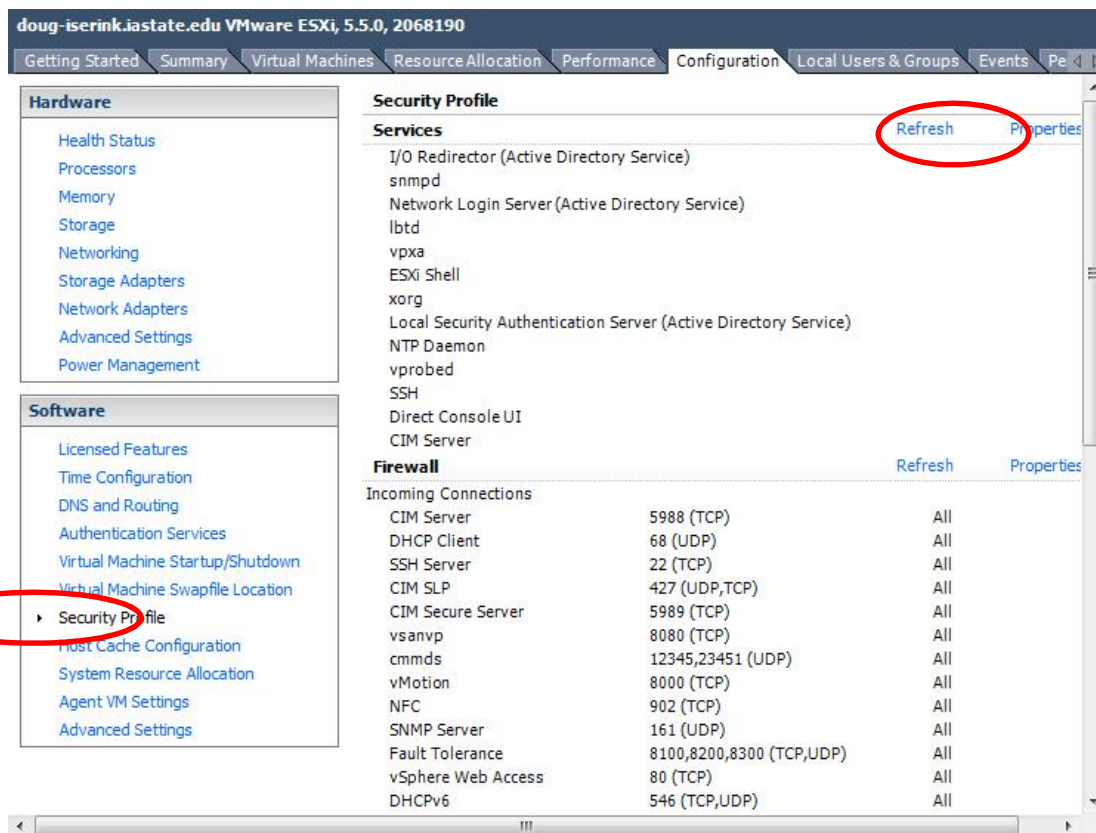 doug-iserink.iastate.edu VMware ESXi, 5.5.0, 2068190
Getting Started Summary Virtual Machines Resource Allocation Performance Configuration Local Users & Groups Events Pe
Hardware
Health Status
Processors
Memory
Storage
Networking
Storage Adapters
Network Adapters
Advanced Settings
Power Management
Software
Licensed Features
Time Configuration
DNS and Routing
Authentication Services
Virtual Machine Startup/Shutdown
Virtual Machine Swapfile Location
Security Profile
Host Cache Configuration
System Resource Allocation
Agent VM Settings
Advanced Settings
Security Profile
Services Refresh Properties
I/O Redirector (Active Directory Service)
snmpd
Network Login Server (Active Directory Service)
lbtd
vpxa
ESXi Shell
xorg
Local Security Authentication Server (Active Directory Service)
NTP Daemon
vprobed
SSH
Direct Console UI
CIM Server
Firewall Refresh Properties
Incoming Connections
CIM Server 5988 (TCP) All
DHCP Client 68 (UDP) All
SSH Server 22 (TCP) All
CIM SLP 427 (UDP,TCP) All
CIM Secure Server 5989 (TCP) All
vsanvp 8080 (TCP) All
cmmds 12345,23451 (UDP) All
vMotion 8000 (TCP) All
NFC 902 (TCP) All
SNMP Server 161 (UDP) All
Fault Tolerance 8100,8200,8300 (TCP,UDP) All
vSphere Web Access 80 (TCP) All
DHCPv6 546 (TCP,UDP) All